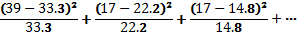 (39 − 33.3)²/33.3 + (17 − 22.2)²/22.2 + (17 − 14.8)²/14.8 + ⋯